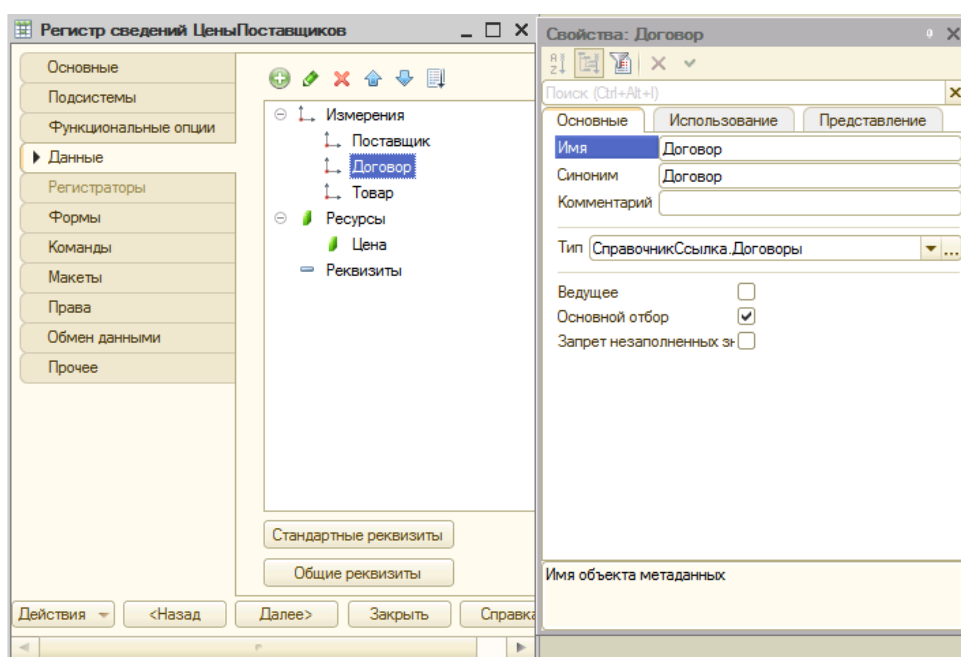 Регистр сведений ЦеныПоставщиков
Основные
Подсистемы
Функциональные опции
Данные
Регистраторы
Формы
Команды
Макеты
Права
Обмен данными
Прочее
Измерения
Поставщик
Договор
Товар
Ресурсы
Цена
Реквизиты
Стандартные реквизиты
Общие реквизиты
Действия
<Назад
Далее>
Закрыть
Справка
Свойства: Договор
Поиск (Ctrl+Alt+I)
Основные Использование Представление
Имя Договор
Синоним Договор
Комментарий
Тип СправочникСсылка.Договоры ...
Ведущее
Основной отбор
Запрет незаполненных зн
Имя объекта метаданных